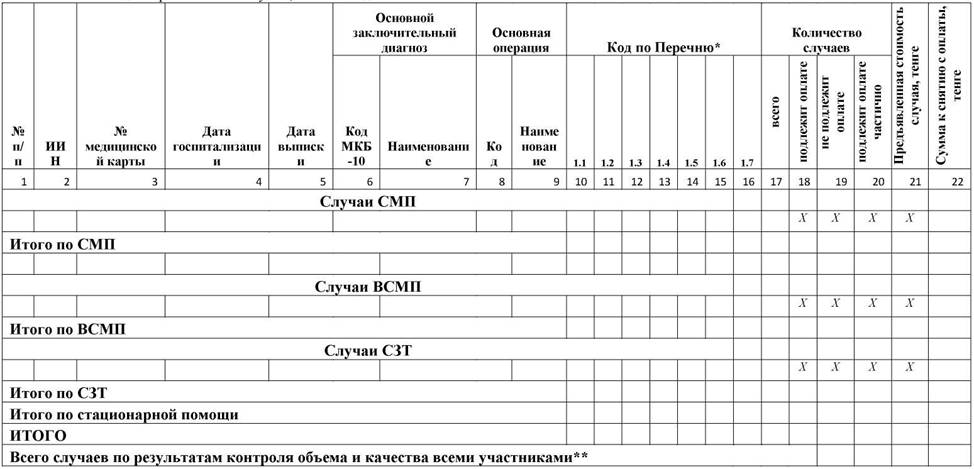 Основной
заключительный
диагноз
Основная
операция
Код по Перечню*
Количество
случаев
№
п/
п
ИИ
Н
№
медицинско
й карты
Дата
госпитализаци
и
Дата
выписк
и
Код
МКБ
-10
Наименовани
е
Ко
д
Наиме
нован
ие
1.1 1.2 1.3 1.4 1.5 1.6 1.7
всего
подлежит оплате
не подлежит
оплате
подлежит оплате
частично
Предъявленная стоимость
случая, тенге
Сумма к снятию с оплаты,
тенге
1 2 3 4 5 6 7 8 9 10 11 12 13 14 15 16 17 18 19 20 21 22
Случаи СМП
X X X X
Итого по СМП
Случаи ВСМП
X X X X
Итого по ВСМП
Случаи СЗТ
X X X X
Итого по СЗТ
Итого по стационарной помощи
ИТОГО
Всего случаев по результатам контроля объема и качества всеми участниками**